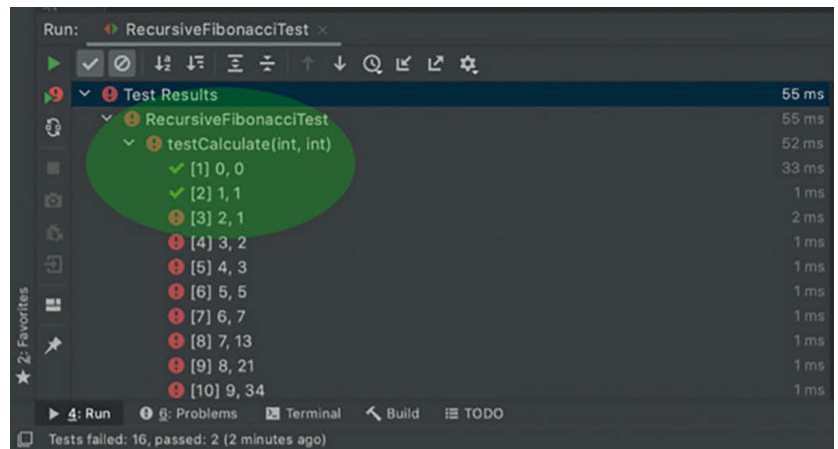 Run: RecursiveFibonacciTest ×
Test Results 55 ms
RecursiveFibonacciTest 55 ms
testCalculate(int, int) 52 ms
[1] 0, 0 33 ms
[2] 1, 1 1 ms
[3] 2, 1 2 ms
[4] 3, 2 1 ms
[5] 4, 3 1 ms
[6] 5, 5 1 ms
[7] 6, 7 1 ms
[8] 7, 13 1 ms
[9] 8, 21 1 ms
[10] 9, 34 1 ms
2: Favorites
4: Run 6: Problems Terminal Build TODO
Tests failed: 16, passed: 2 (2 minutes ago)